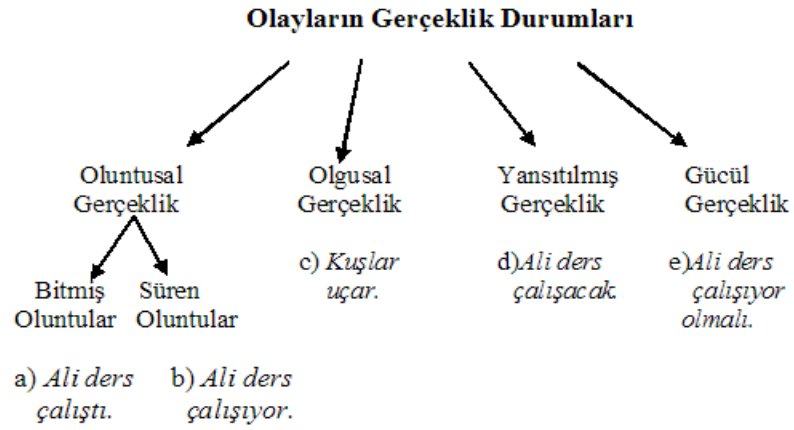 Olayların Gerçeklik Durumları
Oluntusal
Gerçeklik
Olgusal
Gerçeklik
Yansıtılmış
Gerçeklik
Gücül
Gerçeklik
c) Kuşlar
uçar.
d)Ali ders
çalışacak.
e)Ali ders
çalışıyor
olmalı.
Bitmiş
Oluntular
Süren
Oluntular
a) Ali ders
çalıştı.
b) Ali ders
çalışıyor.